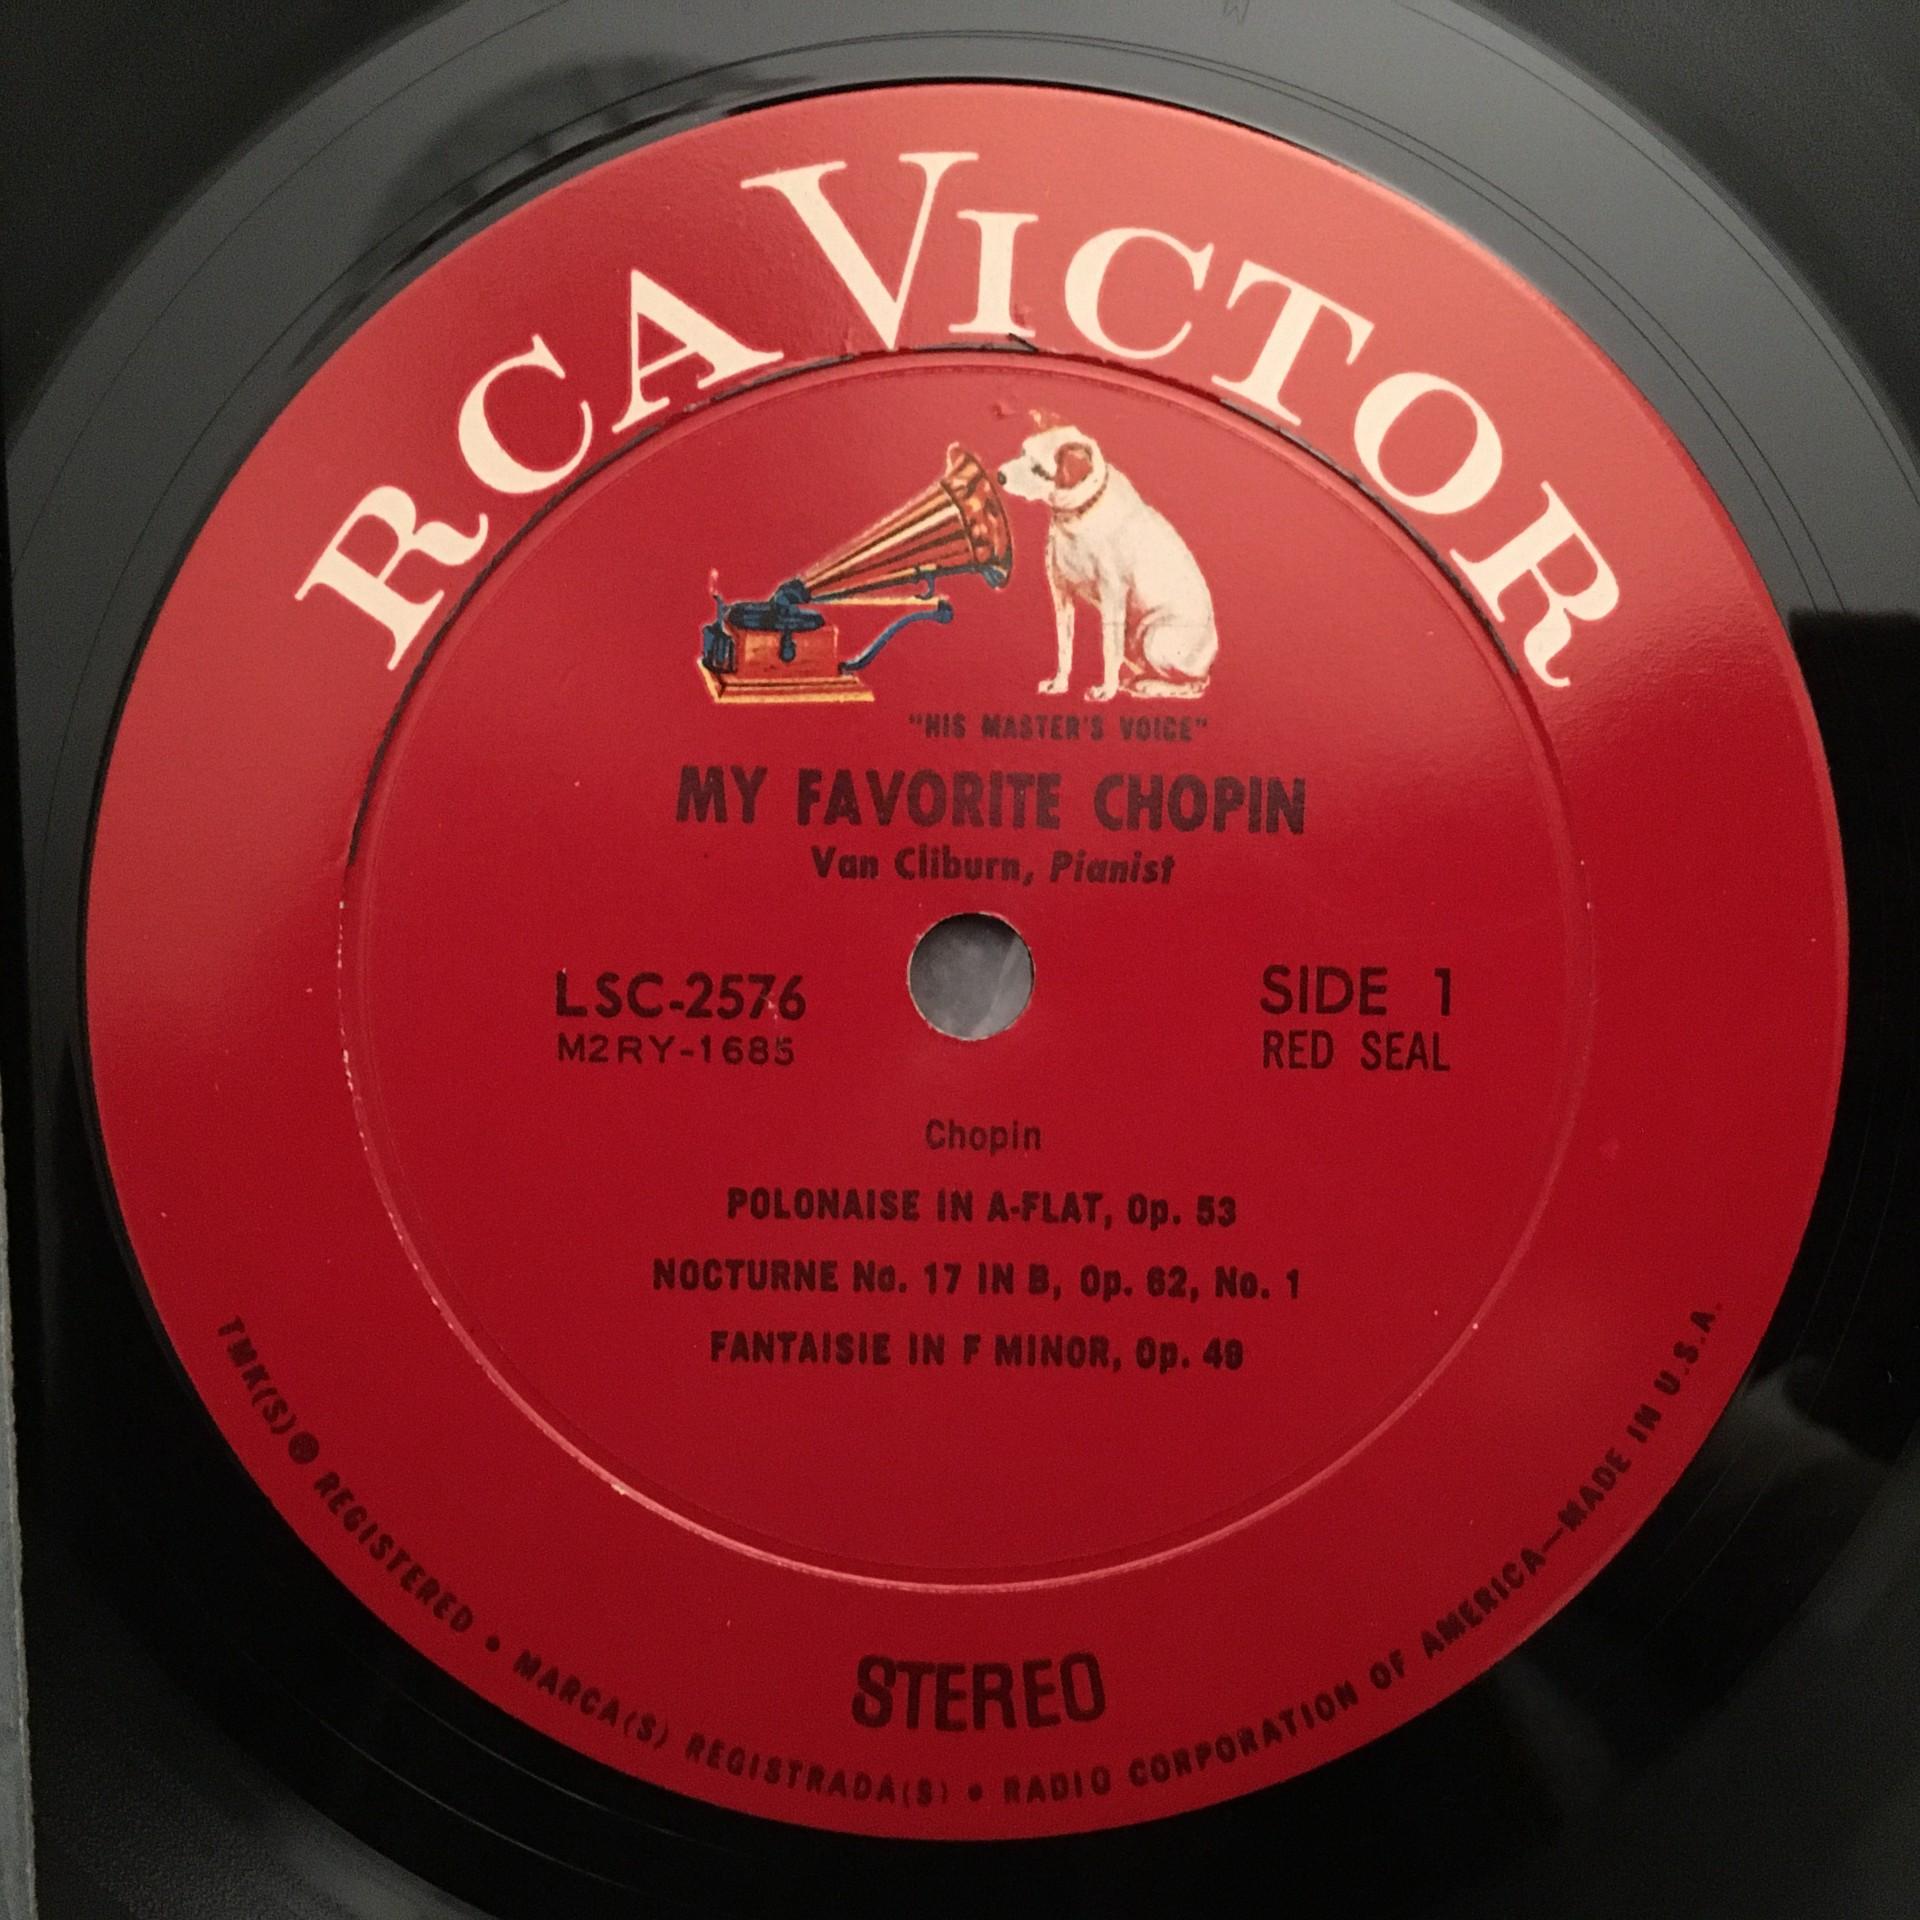 RCA VICTOR
"HIS MASTER'S VOICE"
MY FAVORITE CHOPIN
Van Cliburn, Pianist
LSC-2576
M2RY-1685
SIDE 1
RED SEAL
Chopin
POLONAISE IN A-FLAT, Op. 53
NOCTURNE No. 17 IN B, Op. 62, No. 1
FANTAISIE IN F MINOR, Op. 49
STEREO
TMK(S) ® REGISTERED • MARCA(S) REGISTRADA(S) • RADIO CORPORATION OF AMERICA—MADE IN U.S.A.